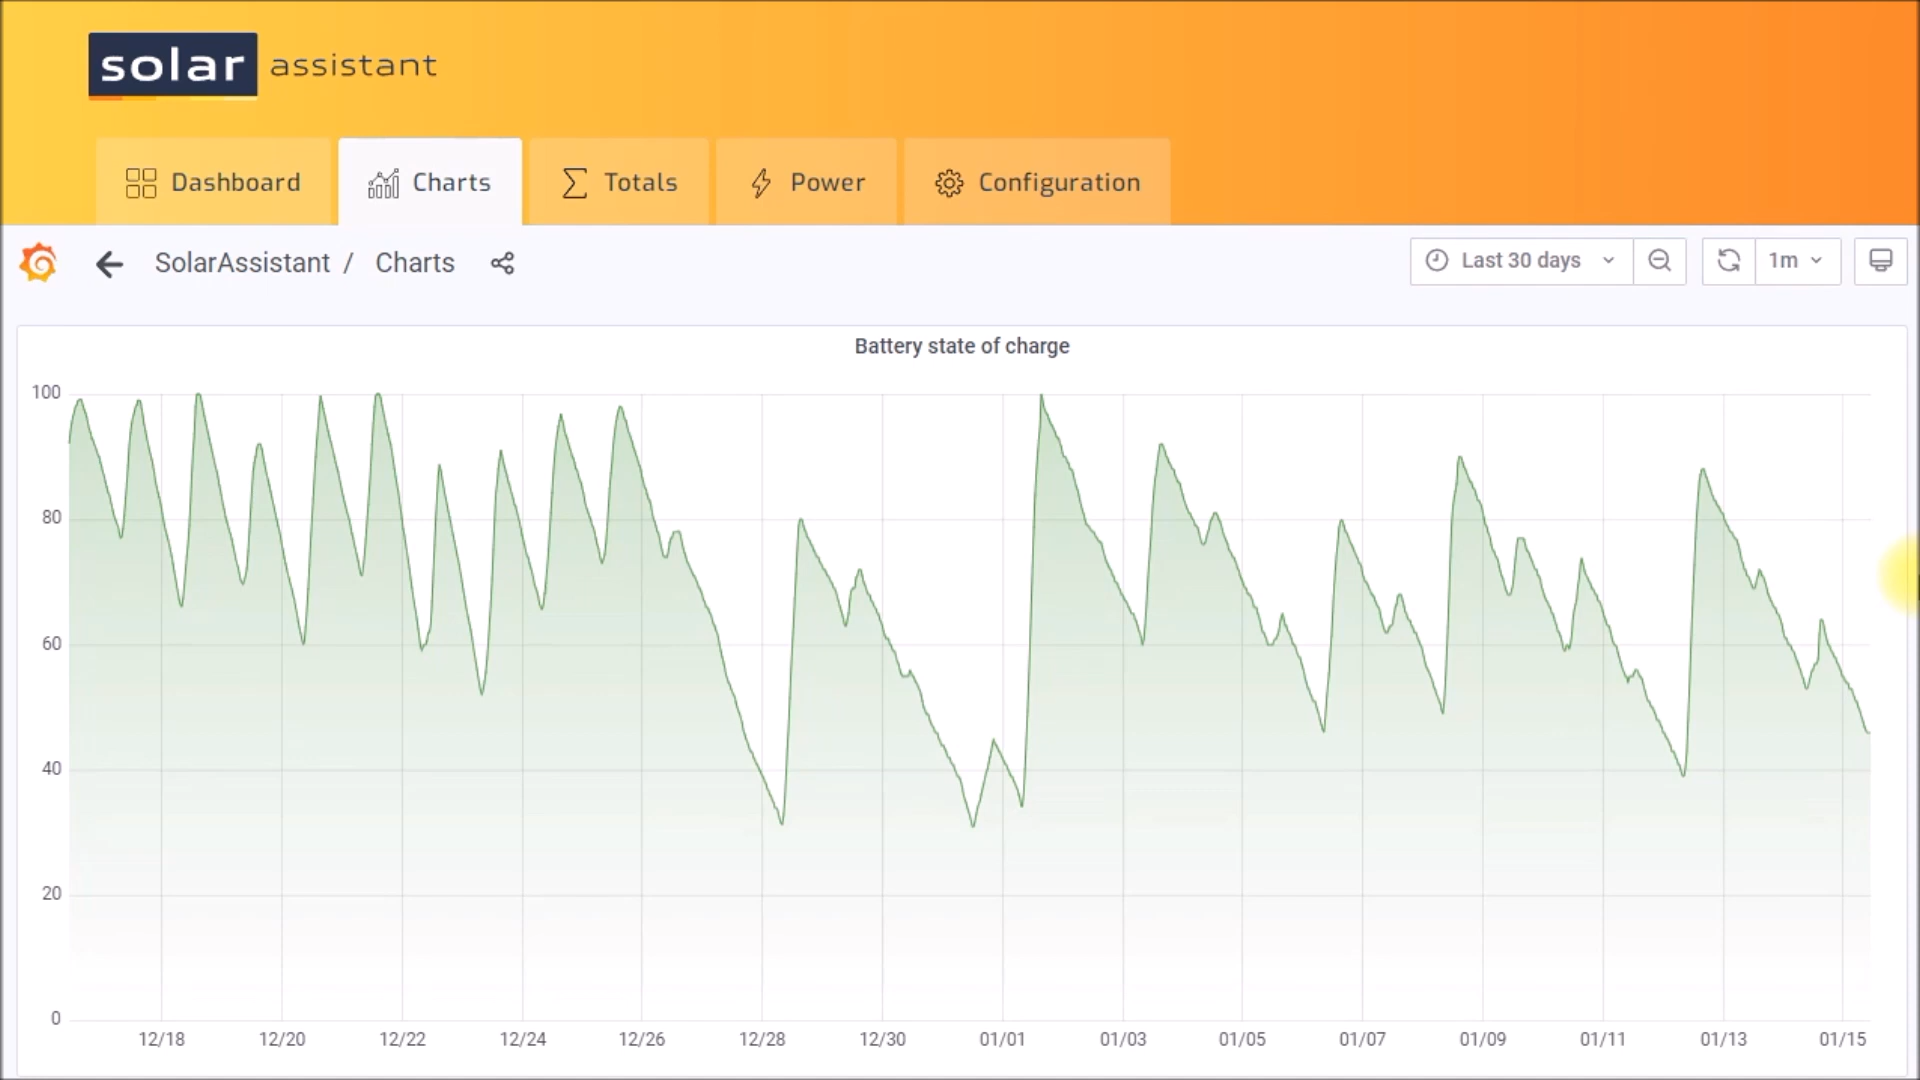 solar assistant
Dashboard Charts Totals Power Configuration
SolarAssistant / Charts Last 30 days 1m
Battery state of charge
100
80
60
40
20
0
12/18 12/20 12/22 12/24 12/26 12/28 12/30 01/01 01/03 01/05 01/07 01/09 01/11 01/13 01/15